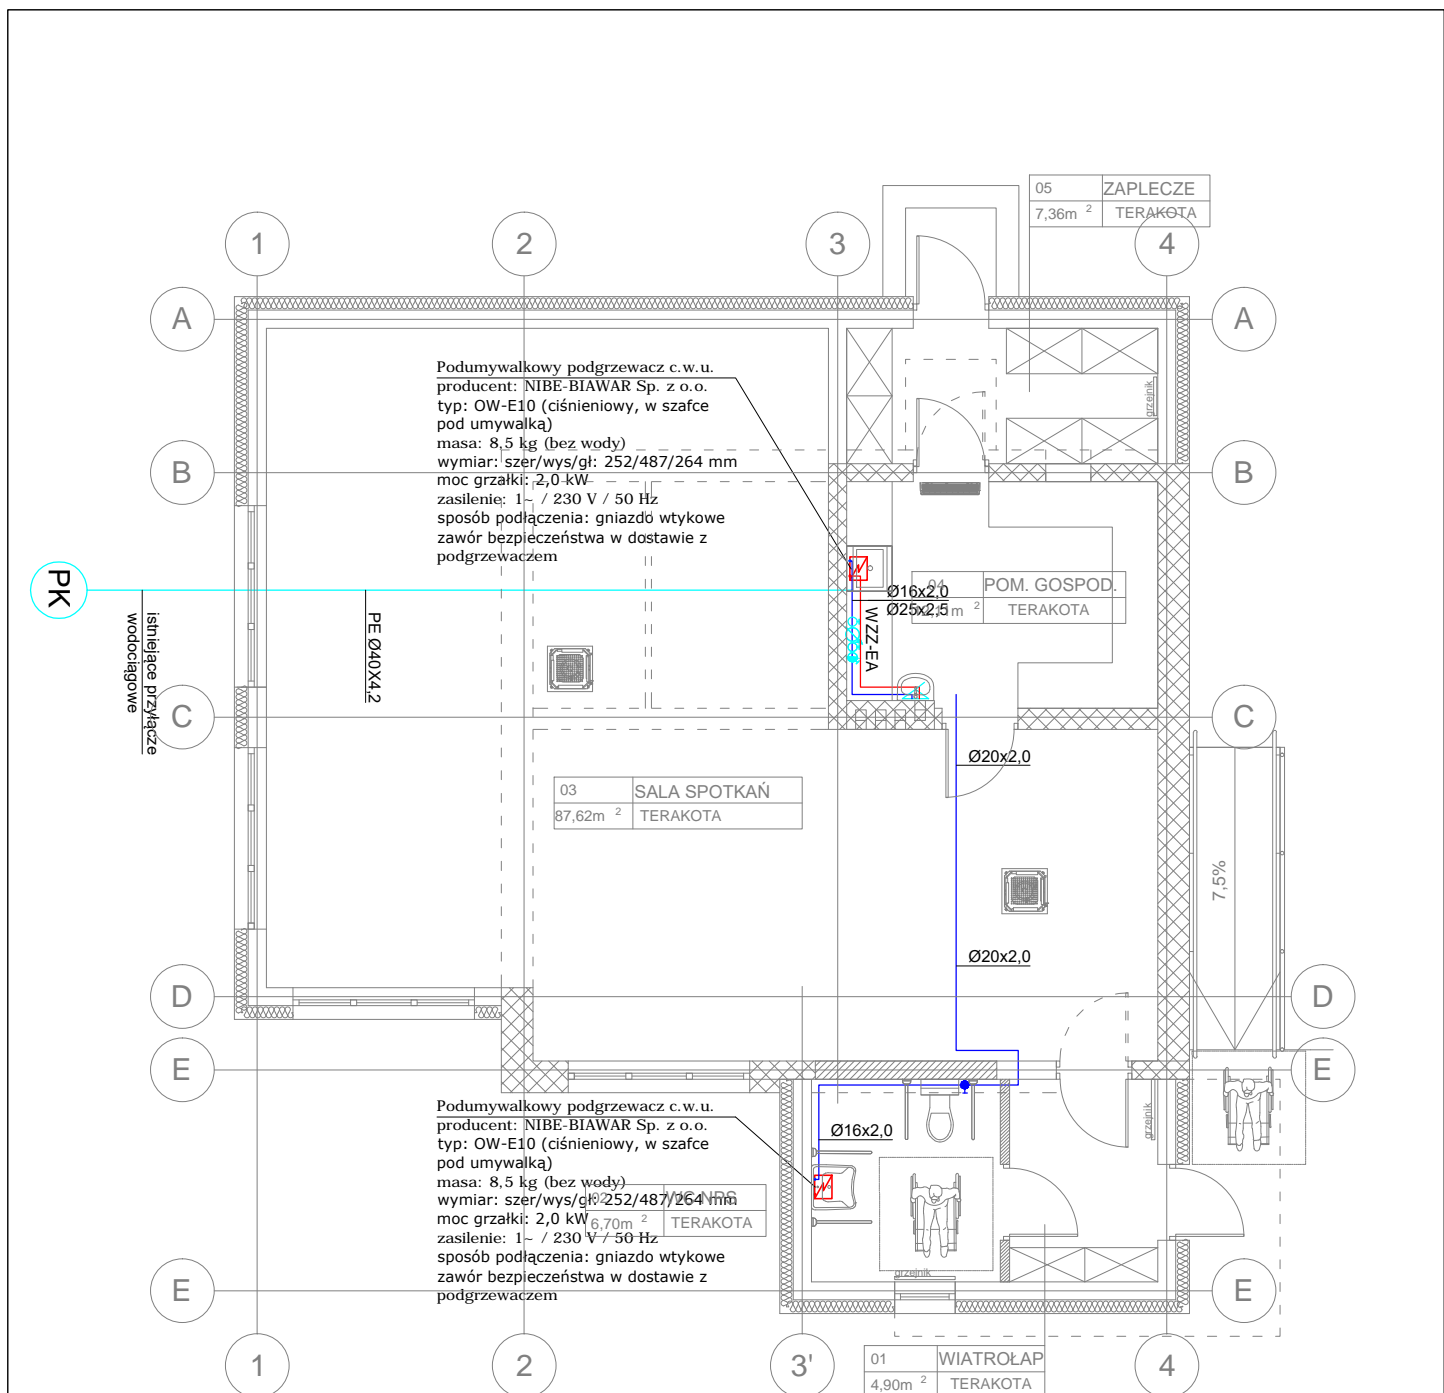 05 ZAPLECZE
7,36m 2 TERAKOTA
1 2 3 4
A A
Podumywalkowy podgrzewacz c.w.u.
producent: NIBE-BIAWAR Sp. z o.o.
typ: OW-E10 (ciśnieniowy, w szafce
pod umywalką)
masa: 8,5 kg (bez wody)
wymiar: szer/wys/gł: 252/487/264 mm
moc grzałki: 2,0 kW
zasilenie: 1~ / 230 V / 50 Hz
sposób podłączenia: gniazdo wtykowe
zawór bezpieczeństwa w dostawie z
podgrzewaczem
grzejnik
B B
PK
istniejące przyłącze
wodociągowe
PE Ø40X4,2
04 POM. GOSPOD.
m 2 TERAKOTA
Ø16x2,0
Ø25x2,5
WZZ-EA
C C
Ø20x2,0
03 SALA SPOTKAŃ
87,62m 2 TERAKOTA
7,5%
Ø20x2,0
D D
E E
Podumywalkowy podgrzewacz c.w.u.
producent: NIBE-BIAWAR Sp. z o.o.
typ: OW-E10 (ciśnieniowy, w szafce
pod umywalką)
masa: 8,5 kg (bez wody)
wymiar: szer/wys/gł: 252/487/264 mm
moc grzałki: 2,0 kW
zasilenie: 1~ / 230 V / 50 Hz
sposób podłączenia: gniazdo wtykowe
zawór bezpieczeństwa w dostawie z
podgrzewaczem
Ø16x2,0
grzejnik
02 WC NPS
6,70m 2 TERAKOTA
grzejnik
E E
1 2 3' 4
01 WIATROŁAP
4,90m 2 TERAKOTA